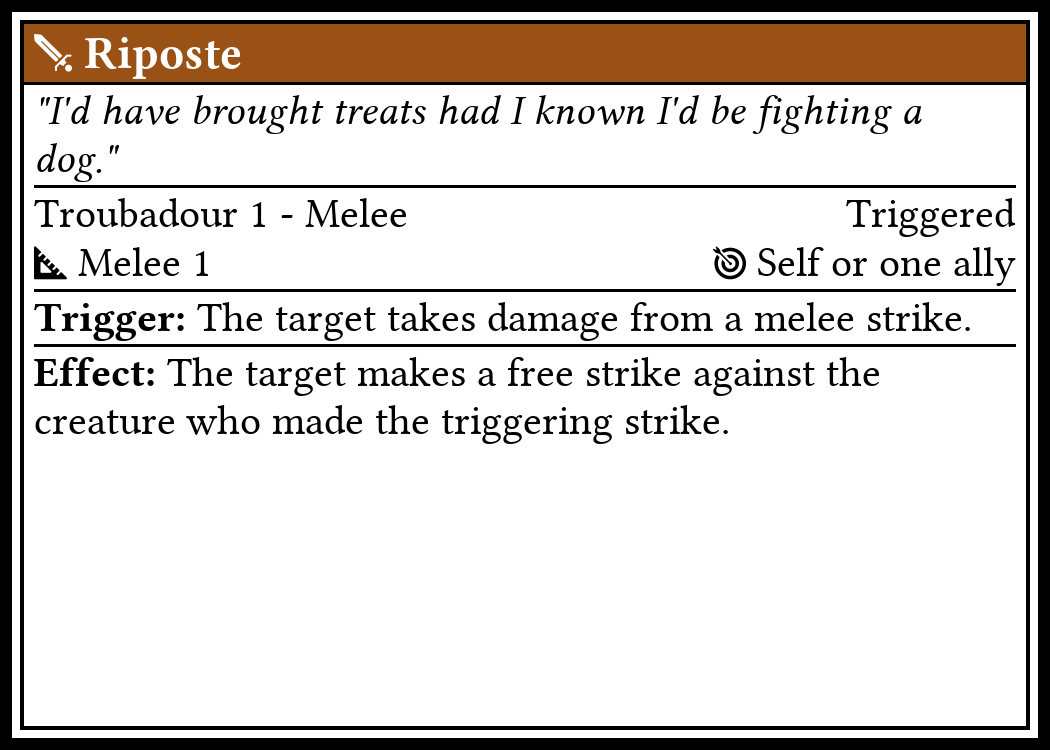 Riposte
"I'd have brought treats had I known I'd be fighting a
dog."
Troubadour 1 - Melee Triggered
Melee 1 Self or one ally
Trigger: The target takes damage from a melee strike.
Effect: The target makes a free strike against the
creature who made the triggering strike.